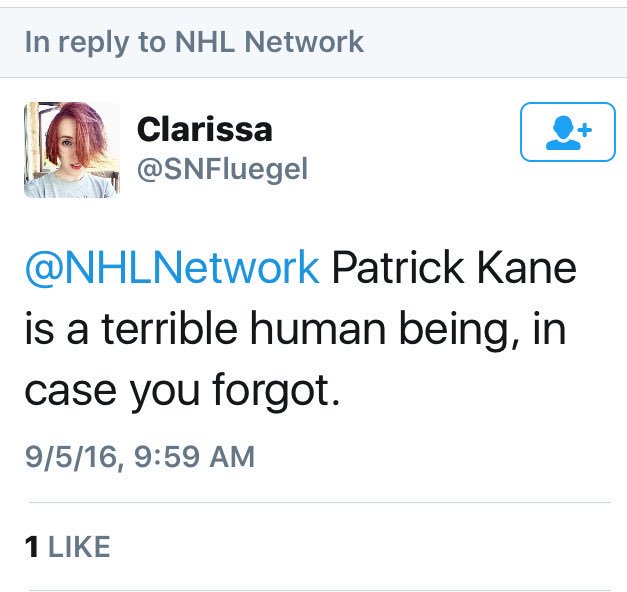 In reply to NHL Network
Clarissa
@SNFluegel
@NHLNetwork Patrick Kane
is a terrible human being, in
case you forgot.
9/5/16, 9:59 AM
1 LIKE